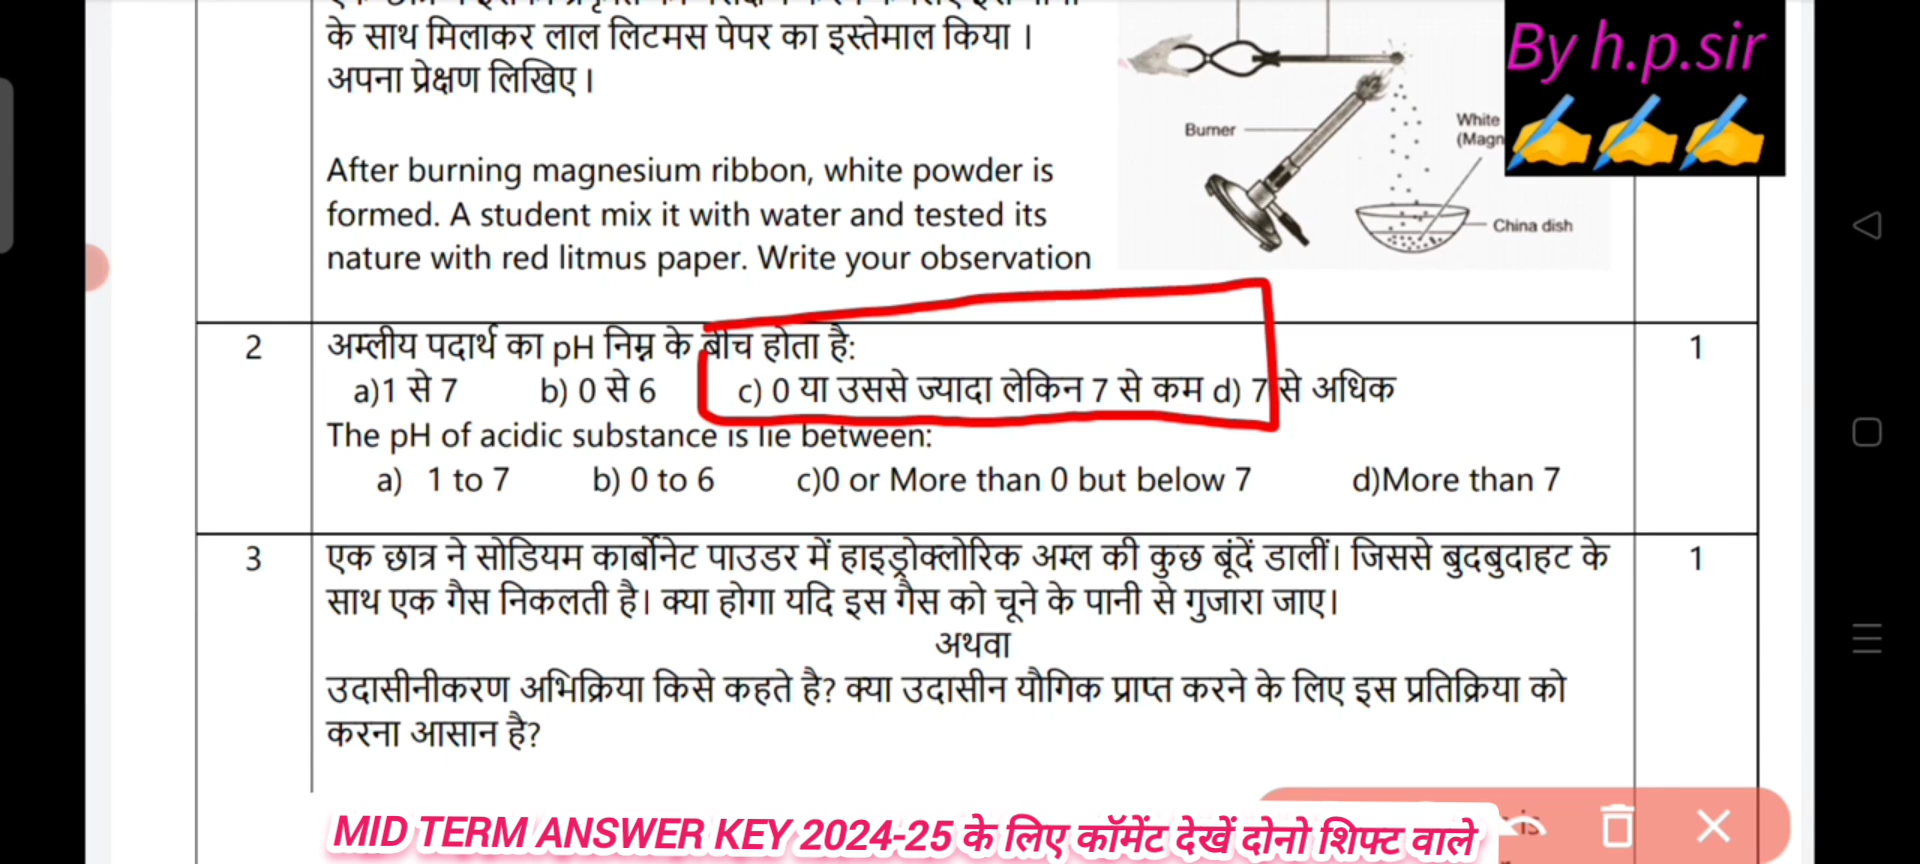 के साथ मिलाकर लाल लिटमस पेपर का इस्तेमाल किया ।
अपना प्रेक्षण लिखिए ।
After burning magnesium ribbon, white powder is
formed. A student mix it with water and tested its
nature with red litmus paper. Write your observation
Burner
White
(Magn
China dish
By h.p.sir
2
अम्लीय पदार्थ का pH निम्न के बीच होता है:
1
a)1 से 7 b) 0 से 6 c) 0 या उससे ज्यादा लेकिन 7 से कम d) 7 से अधिक
The pH of acidic substance is lie between:
a) 1 to 7 b) 0 to 6 c)0 or More than 0 but below 7 d)More than 7
3
एक छात्र ने सोडियम कार्बोनेट पाउडर में हाइड्रोक्लोरिक अम्ल की कुछ बूंदें डालीं। जिससे बुदबुदाहट के
1
साथ एक गैस निकलती है। क्या होगा यदि इस गैस को चूने के पानी से गुजारा जाए।
अथवा
उदासीनीकरण अभिक्रिया किसे कहते है? क्या उदासीन यौगिक प्राप्त करने के लिए इस प्रतिक्रिया को
करना आसान है?
MID TERM ANSWER KEY 2024-25 के लिए कॉमेंट देखें दोनो शिफ्ट वाले